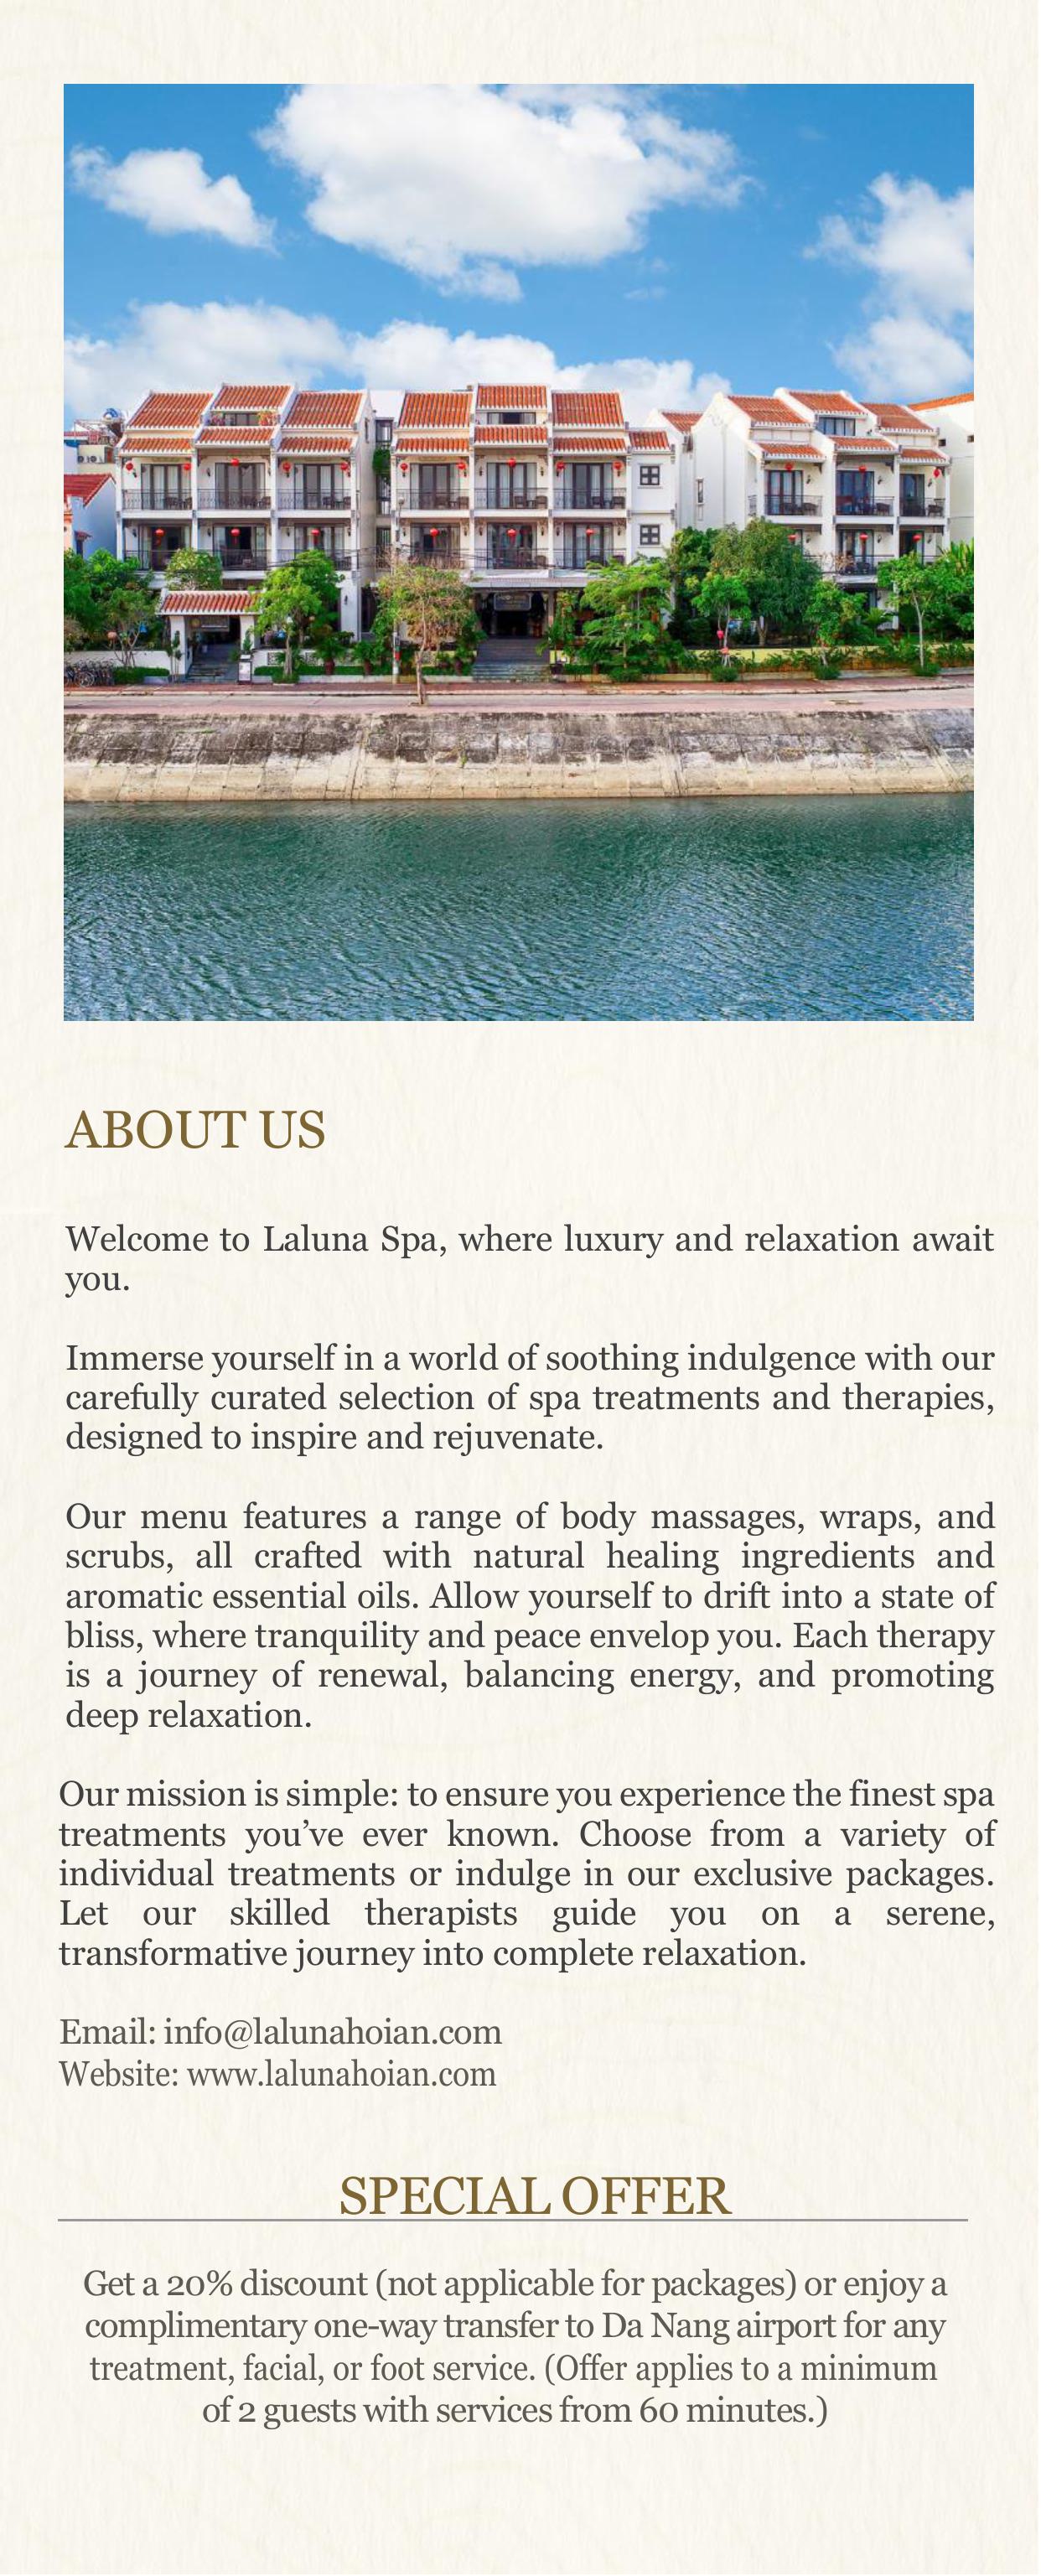 ABOUT US
Welcome to Laluna Spa, where luxury and relaxation await
you.
Immerse yourself in a world of soothing indulgence with our
carefully curated selection of spa treatments and therapies,
designed to inspire and rejuvenate.
Our menu features a range of body massages, wraps, and
scrubs, all crafted with natural healing ingredients and
aromatic essential oils. Allow yourself to drift into a state of
bliss, where tranquility and peace envelop you. Each therapy
is a journey of renewal, balancing energy, and promoting
deep relaxation.
Our mission is simple: to ensure you experience the finest spa
treatments you’ve ever known. Choose from a variety of
individual treatments or indulge in our exclusive packages.
Let our skilled therapists guide you on a serene,
transformative journey into complete relaxation.
Email: info@lalunahoian.com
Website: www.lalunahoian.com
SPECIAL OFFER
Get a 20% discount (not applicable for packages) or enjoy a
complimentary one-way transfer to Da Nang airport for any
treatment, facial, or foot service. (Offer applies to a minimum
of 2 guests with services from 60 minutes.)